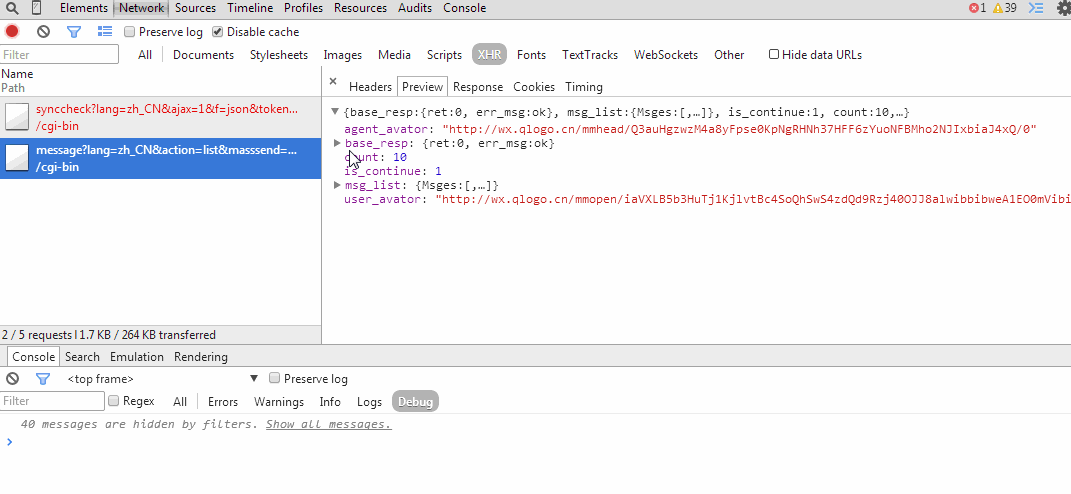 Elements Network Sources Timeline Profiles Resources Audits Console 1 39
Preserve log Disable cache
Filter All Documents Stylesheets Images Media Scripts XHR Fonts TextTracks WebSockets Other Hide data URLs
Name
Path
× Headers Preview Response Cookies Timing
synccheck?lang=zh_CN&ajax=1&f=json&token...
/cgi-bin
message?lang=zh_CN&action=list&masssend=...
/cgi-bin
{base_resp:{ret:0, err_msg:ok}, msg_list:{Msges:[,…]}, is_continue:1, count:10,…}
agent_avator: "http://wx.qlogo.cn/mmhead/Q3auHgzwzM4a8yFpse0KpNgRHNh37HFF6zYuoNFBMho2NJIxbiaJ4xQ/0"
base_resp: {ret:0, err_msg:ok}
count: 10
is_continue: 1
msg_list: {Msges:[,…]}
user_avator: "http://wx.qlogo.cn/mmopen/iaVXLB5b3HuTj1KjlvtBc4SoQhSwS4zdQd9Rzj40OJJ8alwibbibweA1EO0mVibi
2 / 5 requests | 1.7 KB / 264 KB transferred
Console Search Emulation Rendering
<top frame> ▼ Preserve log
Filter Regex All Errors Warnings Info Logs Debug
40 messages are hidden by filters. Show all messages.
>